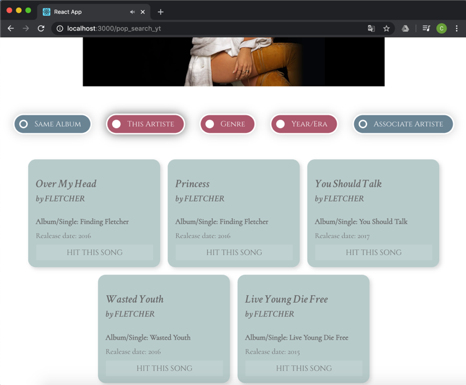 React App
localhost:3000/pop_search_yt
C
Same Album
This Artiste
Genre
Year/Era
Associate Artiste
Over My Head
by FLETCHER
Album/Single: Finding Fletcher
Realease date: 2016
HIT THIS SONG
Princess
by FLETCHER
Album/Single: Finding Fletcher
Realease date: 2016
HIT THIS SONG
You Should Talk
by FLETCHER
Album/Single: You Should Talk
Realease date: 2017
HIT THIS SONG
Wasted Youth
by FLETCHER
Album/Single: Wasted Youth
Realease date: 2016
HIT THIS SONG
Live Young Die Free
by FLETCHER
Album/Single: Live Young Die Free
Realease date: 2015
HIT THIS SONG